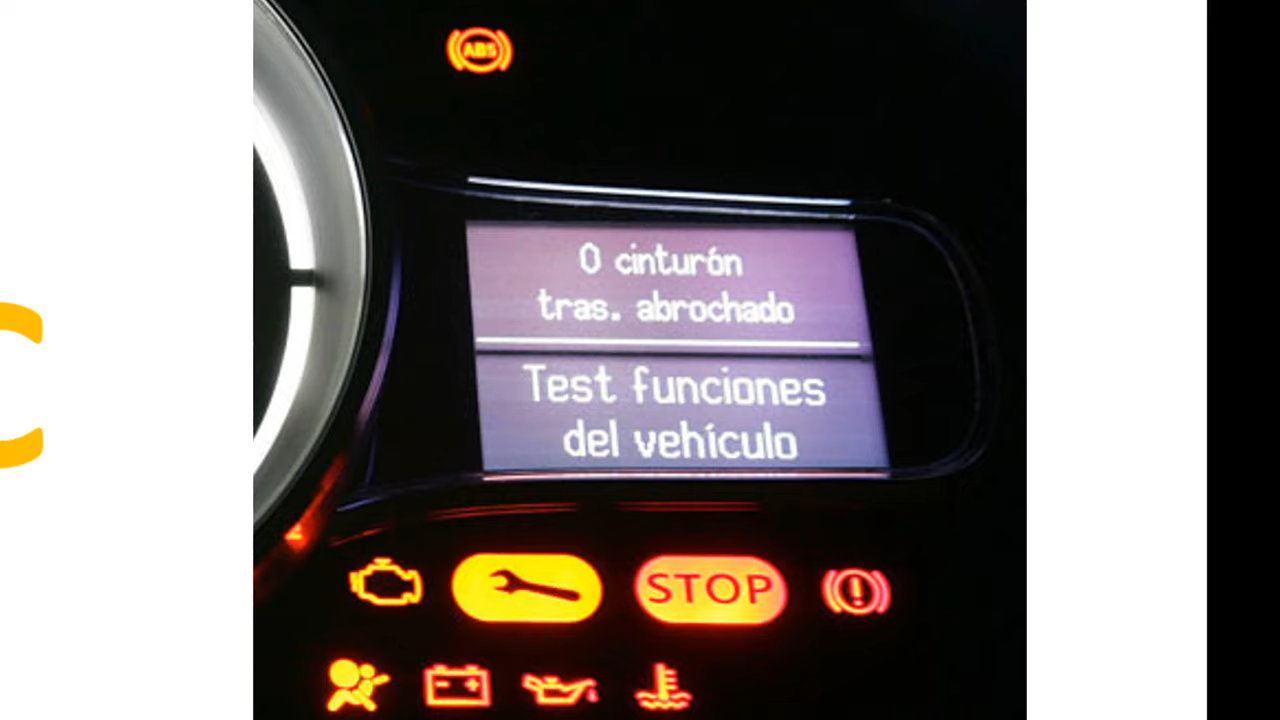 ABS
0 cinturón
tras. abrochado
Test funciones
del vehículo
STOP